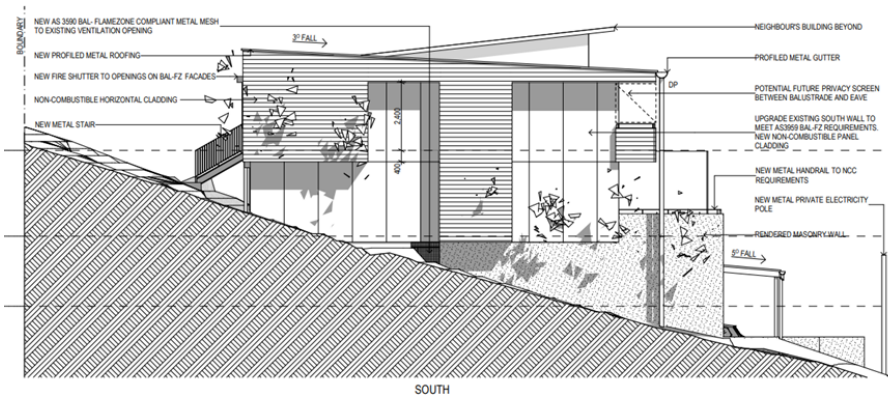 BOUNDARY
NEW AS 3590 BAL- FLAMEZONE COMPLIANT METAL MESH
TO EXISTING VENTILATION OPENING
NEW PROFILED METAL ROOFING
NEW FIRE SHUTTER TO OPENINGS ON BAL-FZ FACADES
NON-COMBUSTIBLE HORIZONTAL CLADDING
NEW METAL STAIR
3° FALL
2,400
400
NEIGHBOUR'S BUILDING BEYOND
PROFILED METAL GUTTER
DP
POTENTIAL FUTURE PRIVACY SCREEN
BETWEEN BALUSTRADE AND EAVE
UPGRADE EXISTING SOUTH WALL TO
MEET AS3959 BAL-FZ REQUIREMENTS.
NEW NON-COMBUSTIBLE PANEL
CLADDING
NEW METAL HANDRAIL TO NCC
REQUIREMENTS
NEW METAL PRIVATE ELECTRICITY
POLE
RENDERED MASONRY WALL
5° FALL
SOUTH